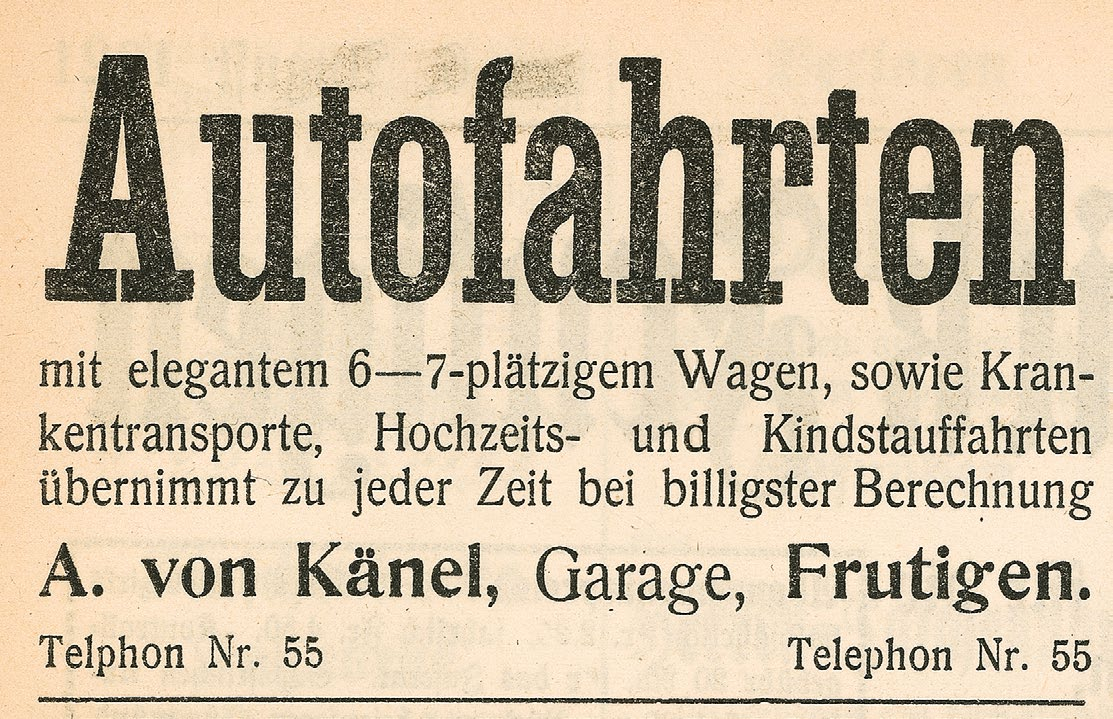 Autofahrten
mit elegantem 6—7-plätzigem Wagen, sowie Kran-
kentransporte, Hochzeits- und Kindstauffahrten
übernimmt zu jeder Zeit bei billigster Berechnung
A. von Känel, Garage, Frutigen.
Telphon Nr. 55 Telephon Nr. 55